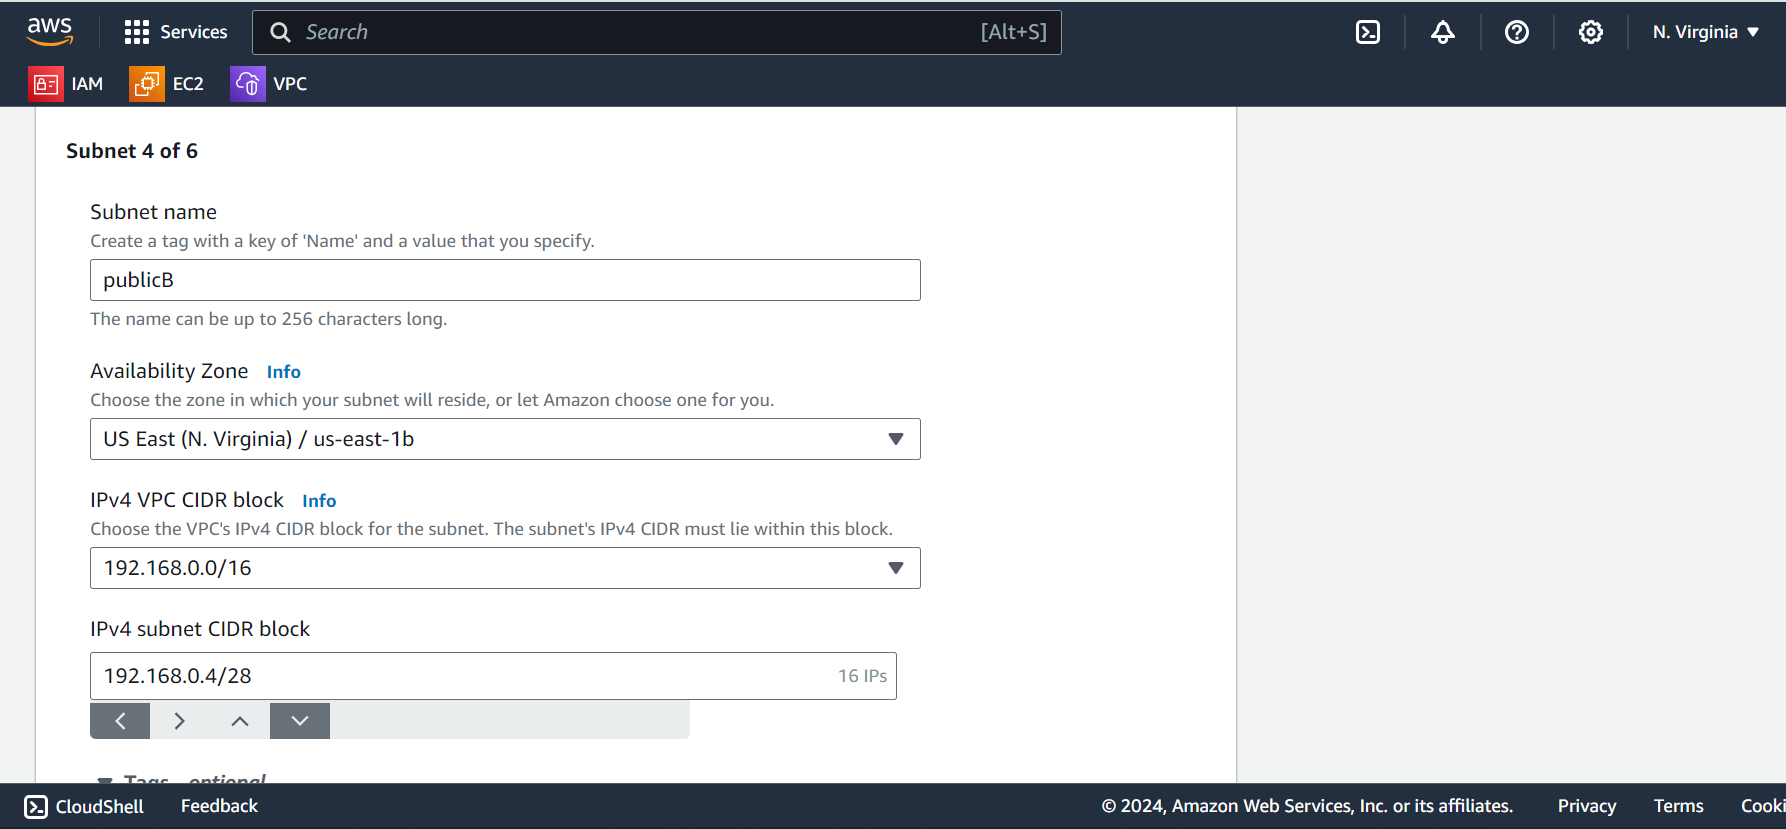 aws
Services
Search
[Alt+S]
N. Virginia
IAM
EC2
VPC
Subnet 4 of 6
Subnet name
Create a tag with a key of 'Name' and a value that you specify.
publicB
The name can be up to 256 characters long.
Availability Zone Info
Choose the zone in which your subnet will reside, or let Amazon choose one for you.
US East (N. Virginia) / us-east-1b
IPv4 VPC CIDR block Info
Choose the VPC's IPv4 CIDR block for the subnet. The subnet's IPv4 CIDR must lie within this block.
192.168.0.0/16
IPv4 subnet CIDR block
192.168.0.4/28
16 IPs
Tags - optional
CloudShell
Feedback
© 2024, Amazon Web Services, Inc. or its affiliates.
Privacy
Terms
Cooki